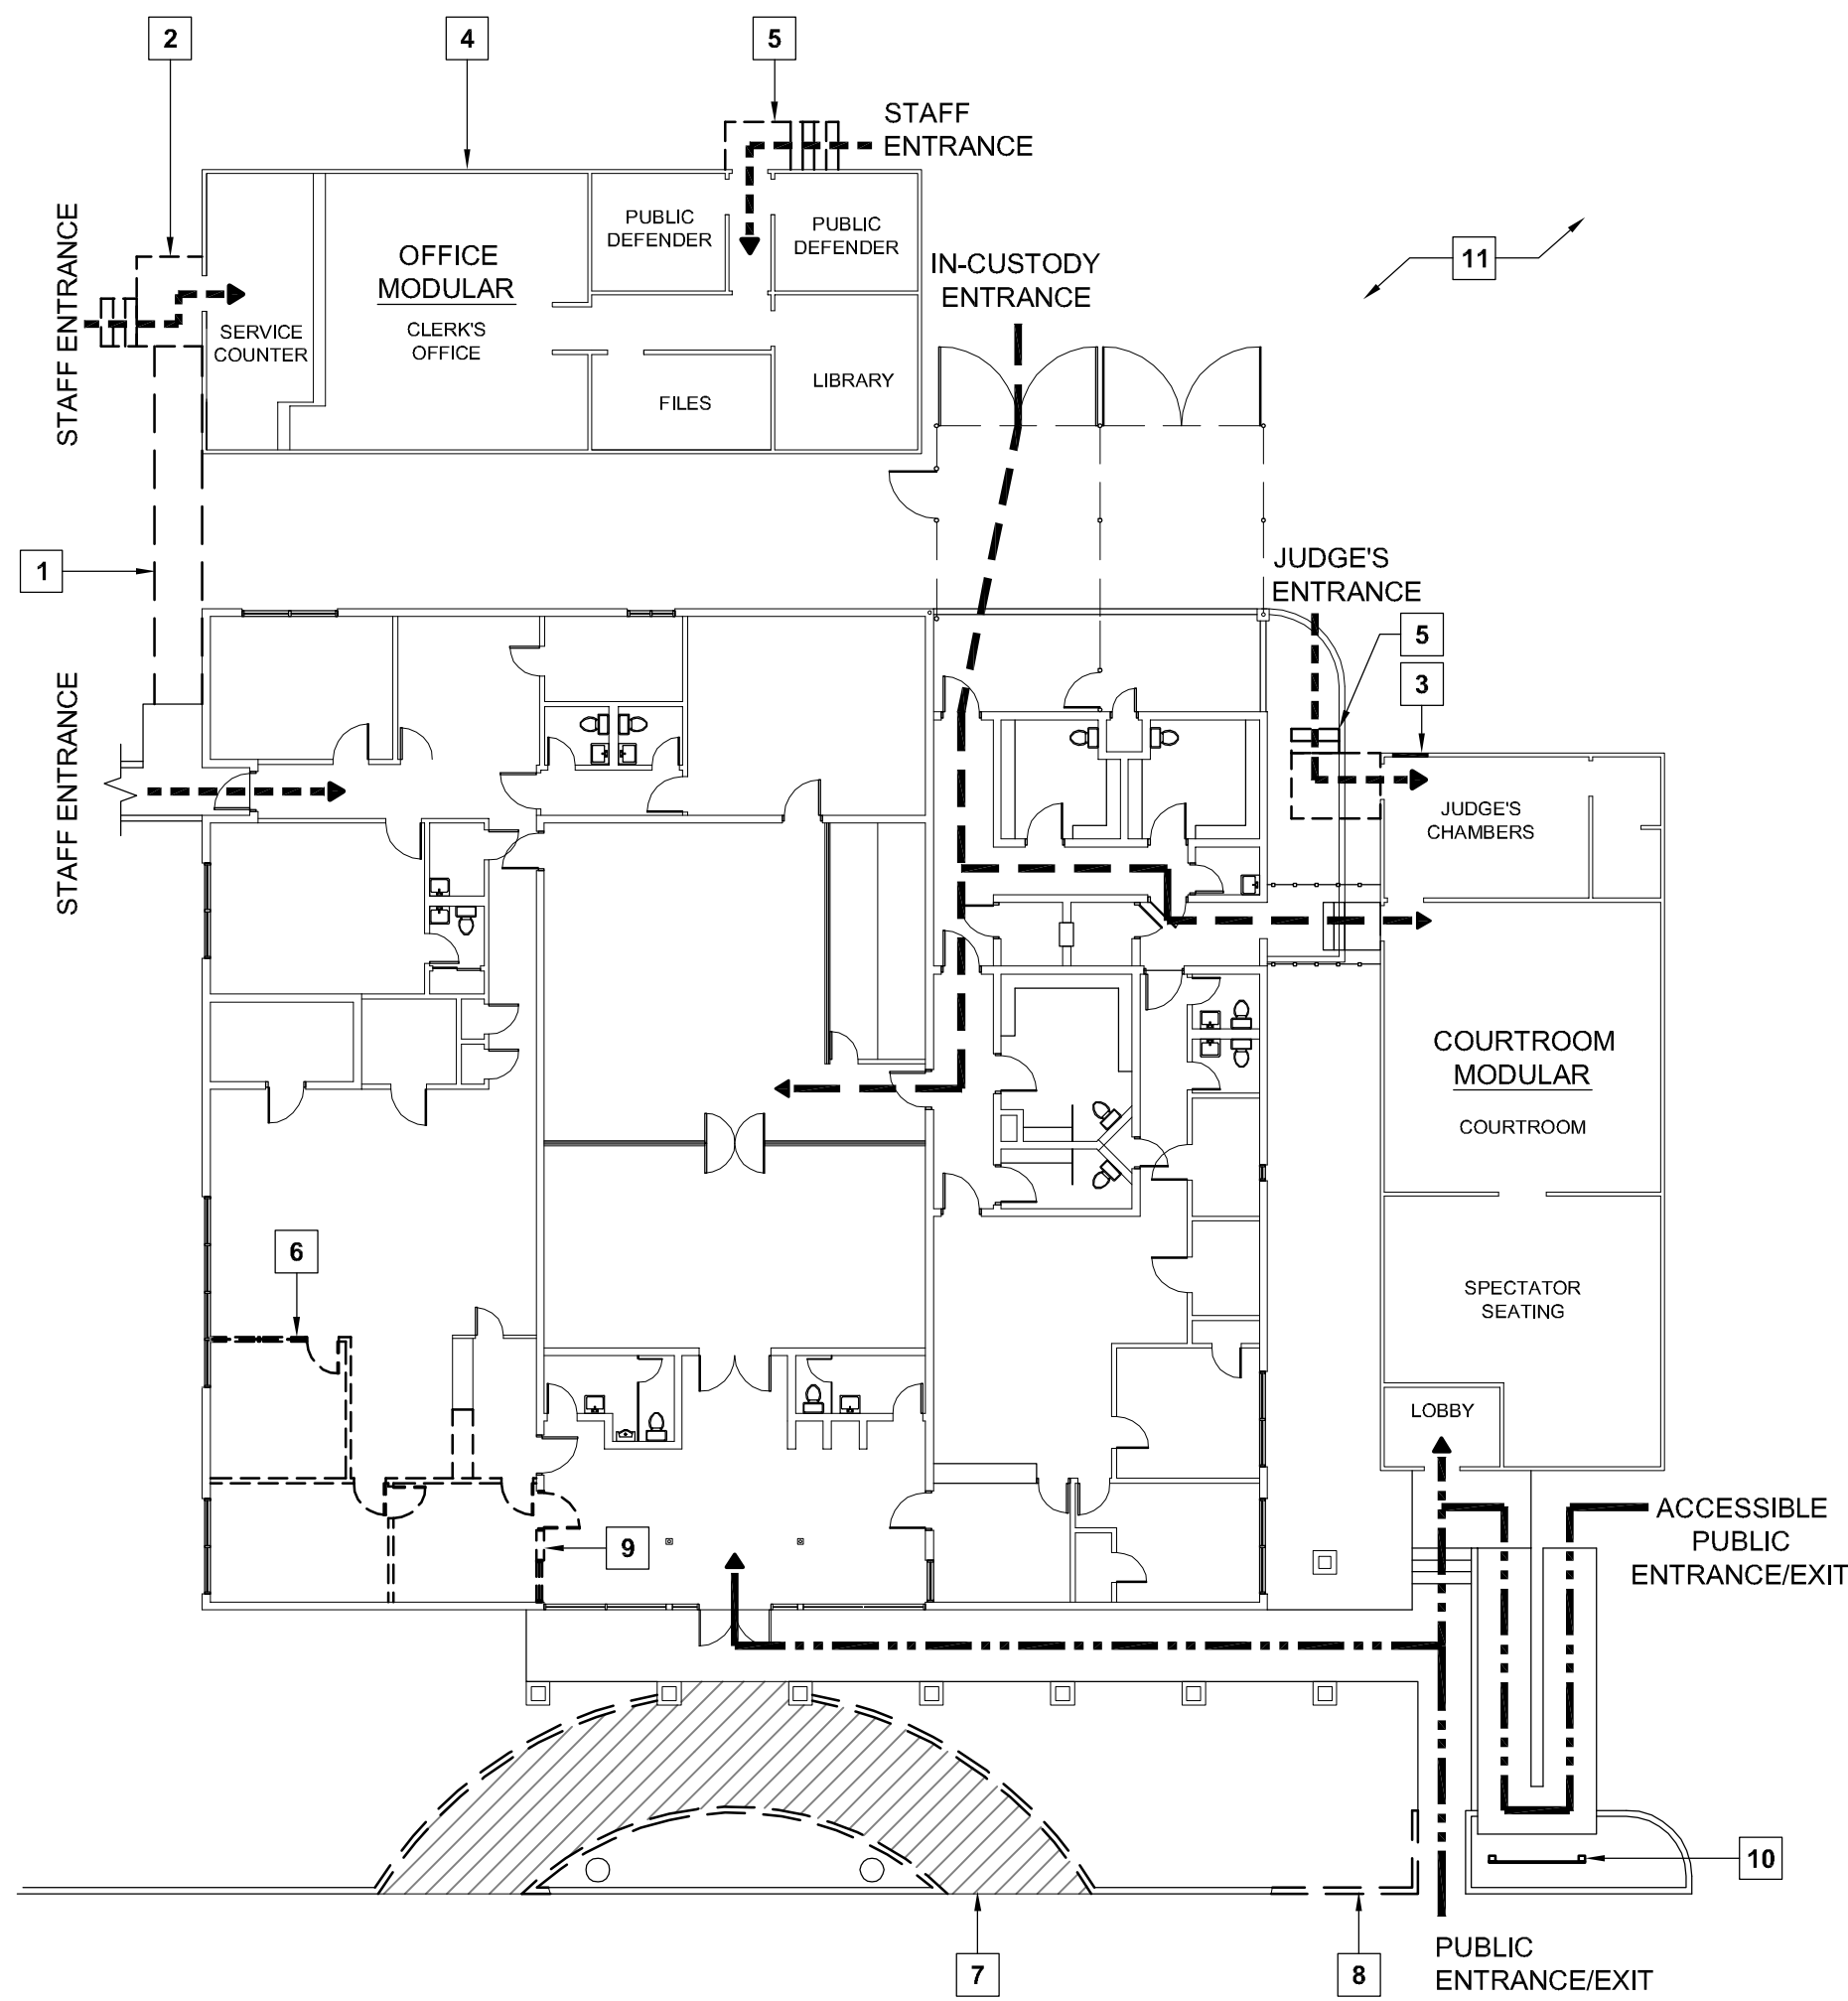 2
4
5
STAFF
ENTRANCE
STAFF ENTRANCE
PUBLIC
DEFENDER
PUBLIC
DEFENDER
OFFICE
MODULAR
CLERK'S
OFFICE
SERVICE
COUNTER
FILES
LIBRARY
IN-CUSTODY
ENTRANCE
11
1
JUDGE'S
ENTRANCE
5
3
STAFF ENTRANCE
JUDGE'S
CHAMBERS
COURTROOM
MODULAR
COURTROOM
6
SPECTATOR
SEATING
LOBBY
9
ACCESSIBLE
PUBLIC
ENTRANCE/EXIT
10
7
8
PUBLIC
ENTRANCE/EXIT